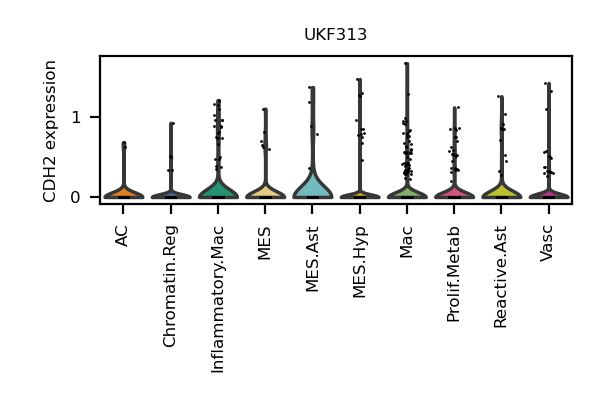 UKF313
CDH2 expression
1
0
AC
Chromatin.Reg
Inflammatory.Mac
MES
MES.Ast
MES.Hyp
Mac
Prolif.Metab
Reactive.Ast
Vasc